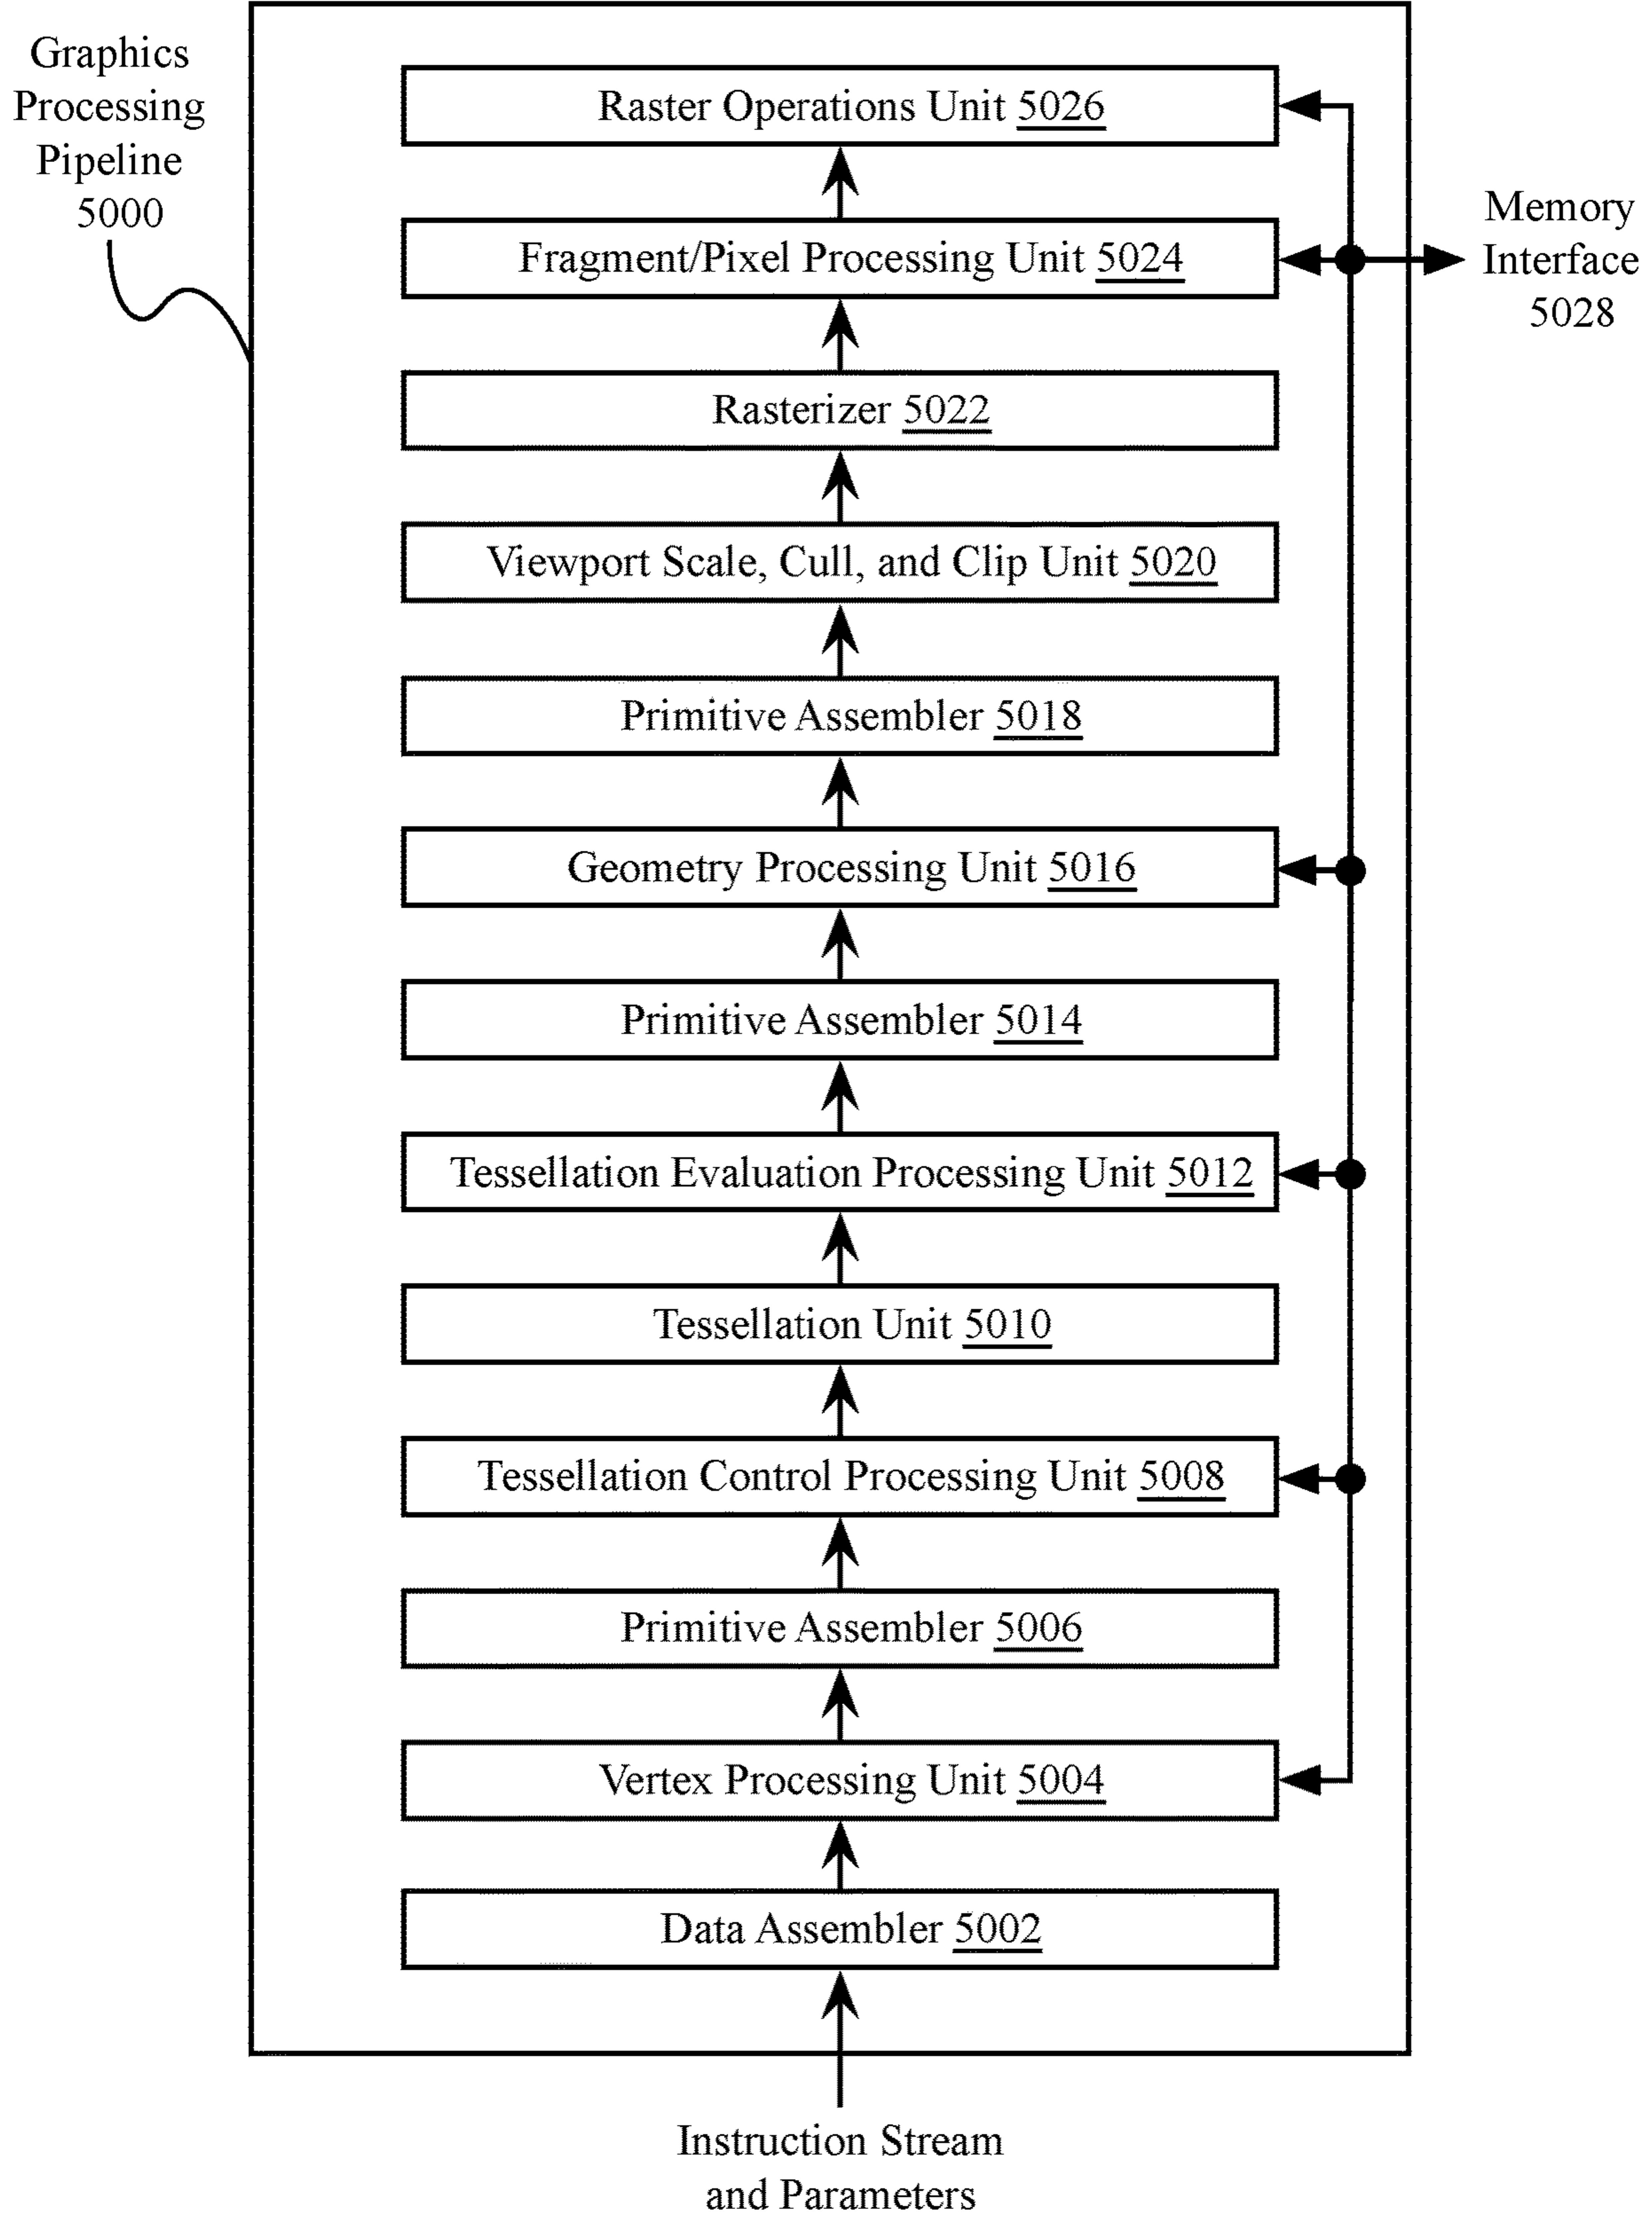 Graphics
Processing
Pipeline
5000
Raster Operations Unit 5026
Fragment/Pixel Processing Unit 5024
Memory
Interface
5028
Rasterizer 5022
Viewport Scale, Cull, and Clip Unit 5020
Primitive Assembler 5018
Geometry Processing Unit 5016
Primitive Assembler 5014
Tessellation Evaluation Processing Unit 5012
Tessellation Unit 5010
Tessellation Control Processing Unit 5008
Primitive Assembler 5006
Vertex Processing Unit 5004
Data Assembler 5002
Instruction Stream
and Parameters